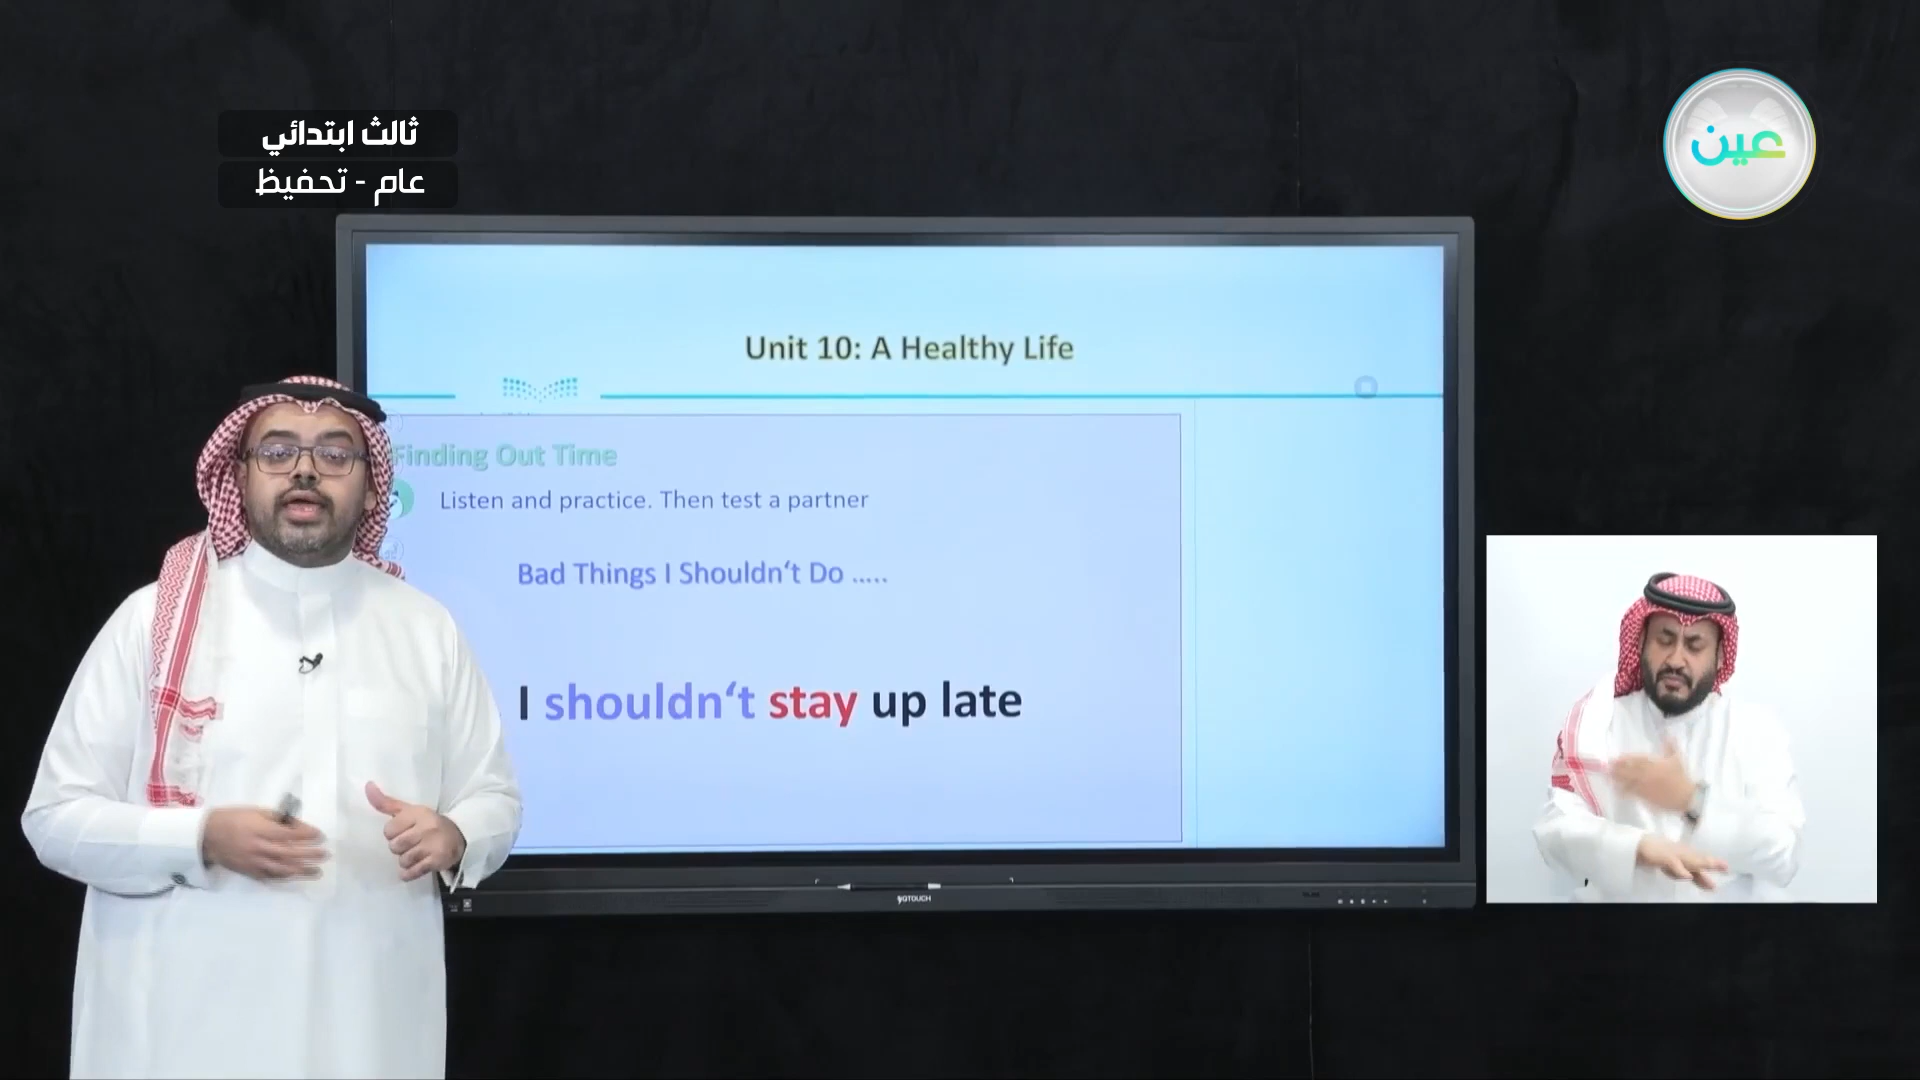 ثالث ابتدائي
عام - تحفيظ
عين
Unit 10: A Healthy Life
Finding Out Time
Listen and practice. Then test a partner
Bad Things I Shouldn‘t Do .....
I shouldn‘t stay up late